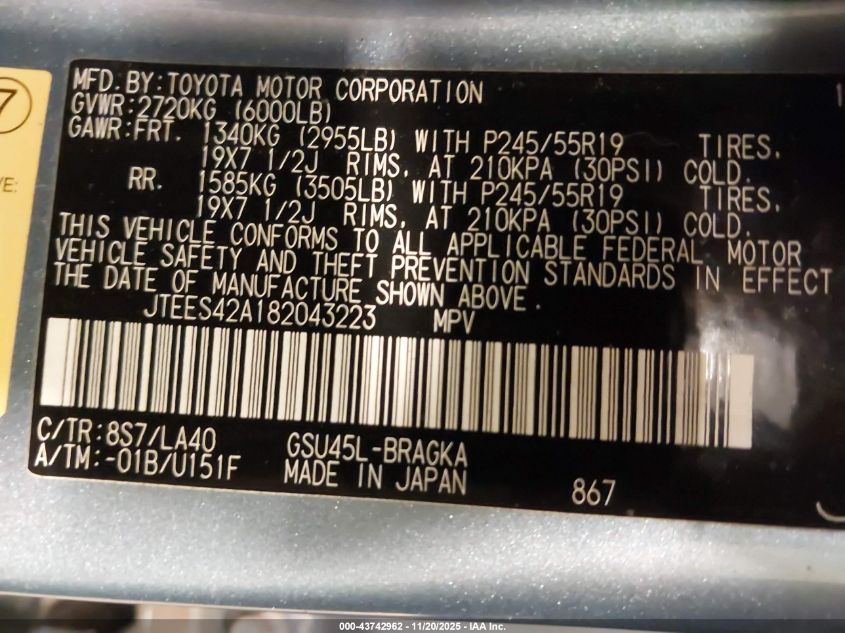 MFD. BY: TOYOTA MOTOR CORPORATION
GVWR: 2720KG (6000LB)
GAWR: FRT. 1340KG (2955LB) WITH P245/55R19 TIRES,
19X7 1/2J RIMS, AT 210KPA (30PSI) COLD.
RR. 1585KG (3505LB) WITH P245/55R19 TIRES,
19X7 1/2J RIMS, AT 210KPA (30PSI) COLD.
THIS VEHICLE CONFORMS TO ALL APPLICABLE FEDERAL MOTOR
VEHICLE SAFETY AND THEFT PREVENTION STANDARDS IN EFFECT
THE DATE OF MANUFACTURE SHOWN ABOVE.
JTEES42A182043223 MPV
C/TR: 8S7/LA40 GSU45L-BRAGKA
A/TM: -01B/U151F MADE IN JAPAN 867
7
E:
000-43742962 - 11/20/2025 - IAA Inc.